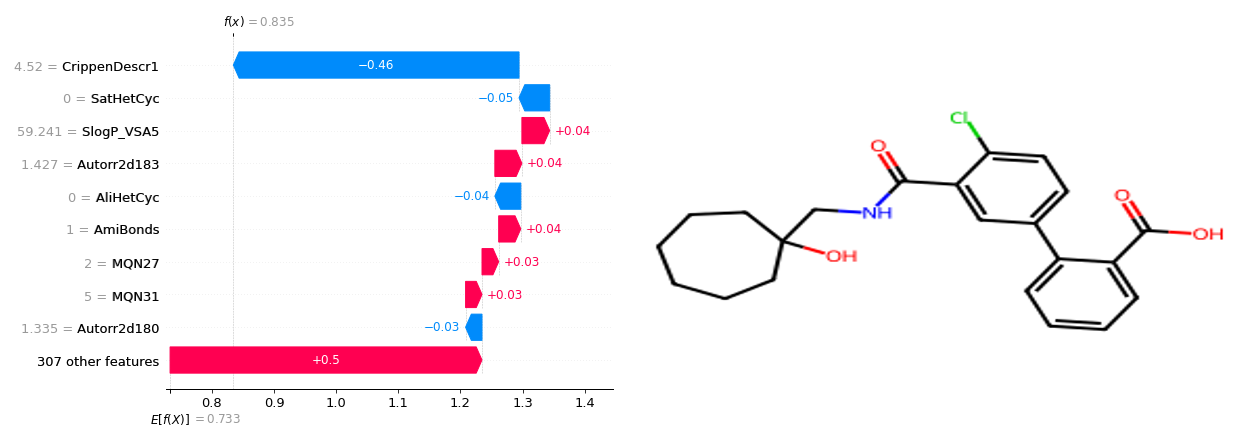 f(x) = 0.835
4.52 = CrippenDescr1
−0.46
0 = SatHetCyc
−0.05
59.241 = SlogP_VSA5
+0.04
1.427 = Autorr2d183
+0.04
0 = AliHetCyc
−0.04
1 = AmiBonds
+0.04
2 = MQN27
+0.03
5 = MQN31
+0.03
1.335 = Autorr2d180
−0.03
307 other features
+0.5
0.8 0.9 1.0 1.1 1.2 1.3 1.4
E[f(X)] = 0.733
Cl
O
NH
OH
O
OH